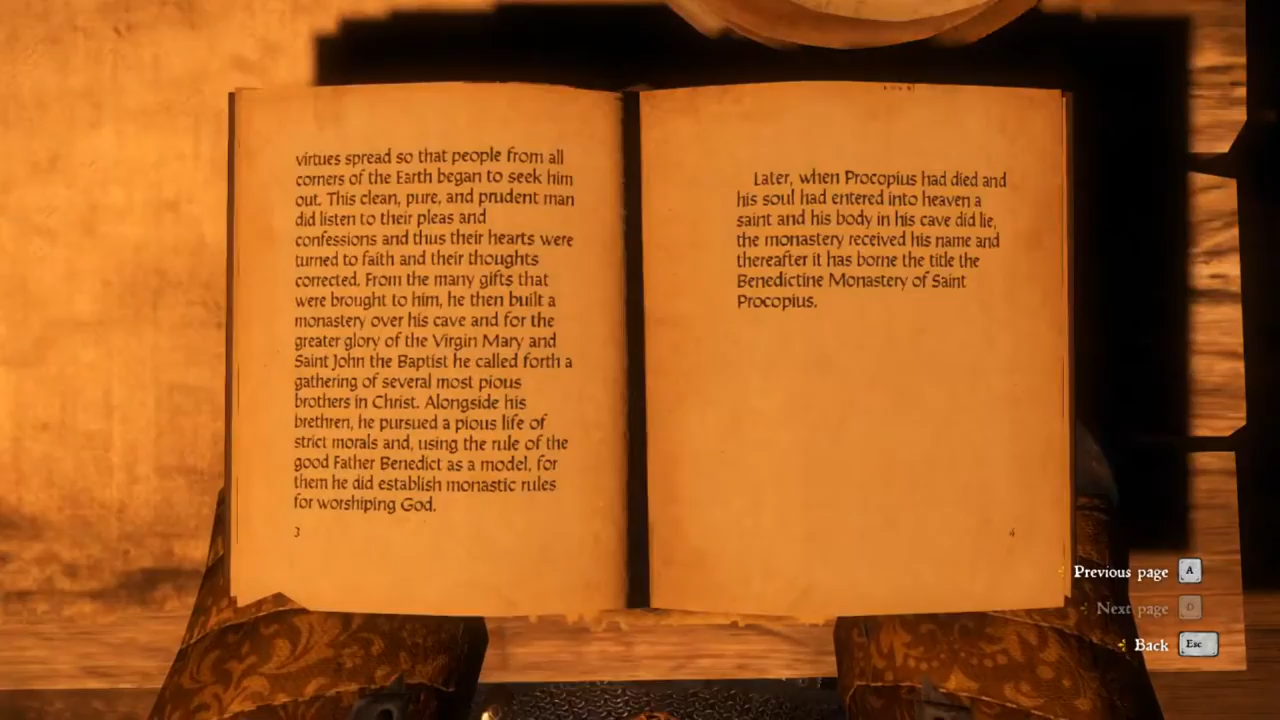 virtues spread so that people from all
corners of the Earth began to seek him
out. This clean, pure, and prudent man
did listen to their pleas and
confessions and thus their hearts were
turned to faith and their thoughts
corrected. From the many gifts that
were brought to him, he then built a
monastery over his cave and for the
greater glory of the Virgin Mary and
Saint John the Baptist he called forth a
gathering of several most pious
brothers in Christ. Alongside his
brethren, he pursued a pious life of
strict morals and, using the rule of the
good Father Benedict as a model, for
them he did establish monastic rules
for worshiping God.
3
Later, when Procopius had died and
his soul had entered into heaven a
saint and his body in his cave did lie,
the monastery received his name and
thereafter it has borne the title the
Benedictine Monastery of Saint
Procopius.
4
Previous page A
Next page D
Back Esc